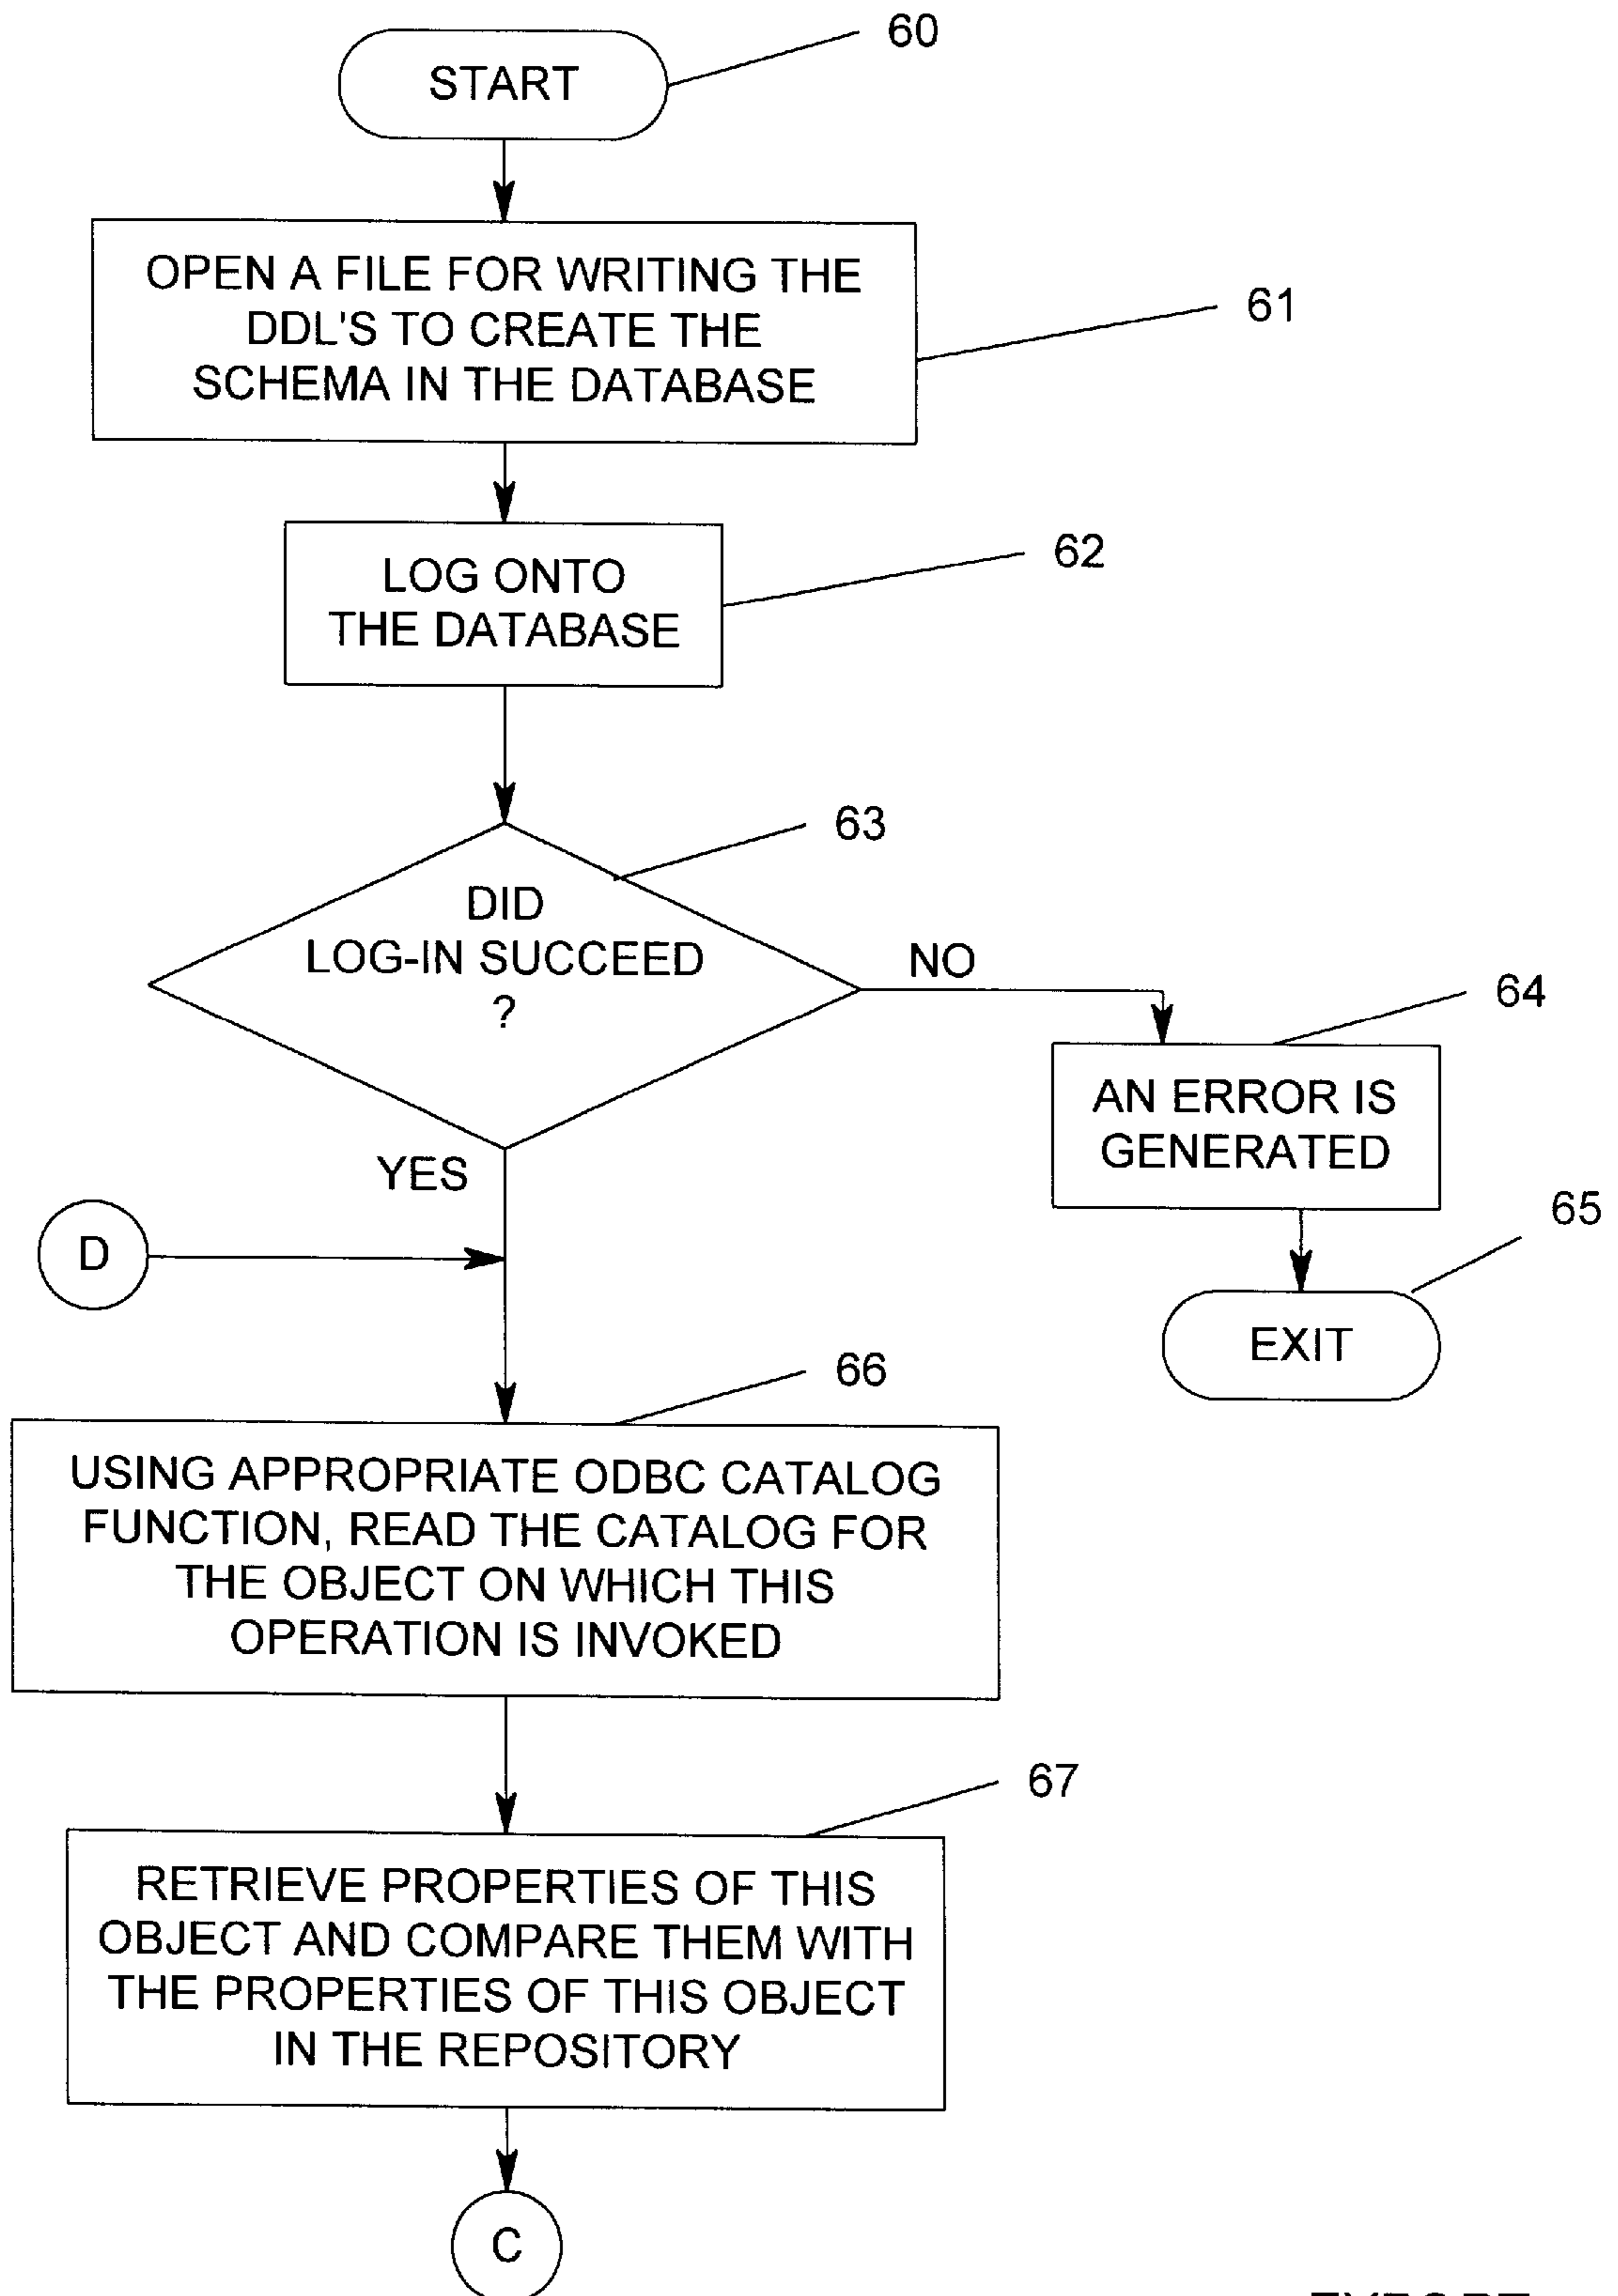 START
60
OPEN A FILE FOR WRITING THE
DDL'S TO CREATE THE
SCHEMA IN THE DATABASE
61
LOG ONTO
THE DATABASE
62
63
DID
LOG-IN SUCCEED
?
NO
64
AN ERROR IS
GENERATED
YES
65
D
EXIT
66
USING APPROPRIATE ODBC CATALOG
FUNCTION, READ THE CATALOG FOR
THE OBJECT ON WHICH THIS
OPERATION IS INVOKED
67
RETRIEVE PROPERTIES OF THIS
OBJECT AND COMPARE THEM WITH
THE PROPERTIES OF THIS OBJECT
IN THE REPOSITORY
C